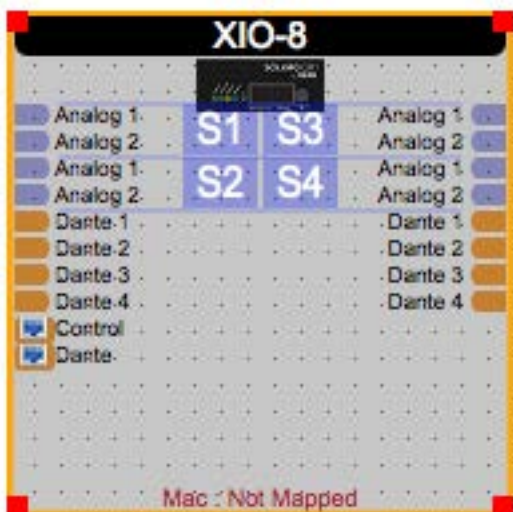 XIO-8
Analog 1 S1 S3 Analog 1
Analog 2 Analog 2
Analog 1 S2 S4 Analog 1
Analog 2 Analog 2
Dante 1 Dante 1
Dante 2 Dante 2
Dante 3 Dante 3
Dante 4 Dante 4
Control
Dante
Mac : Not Mapped